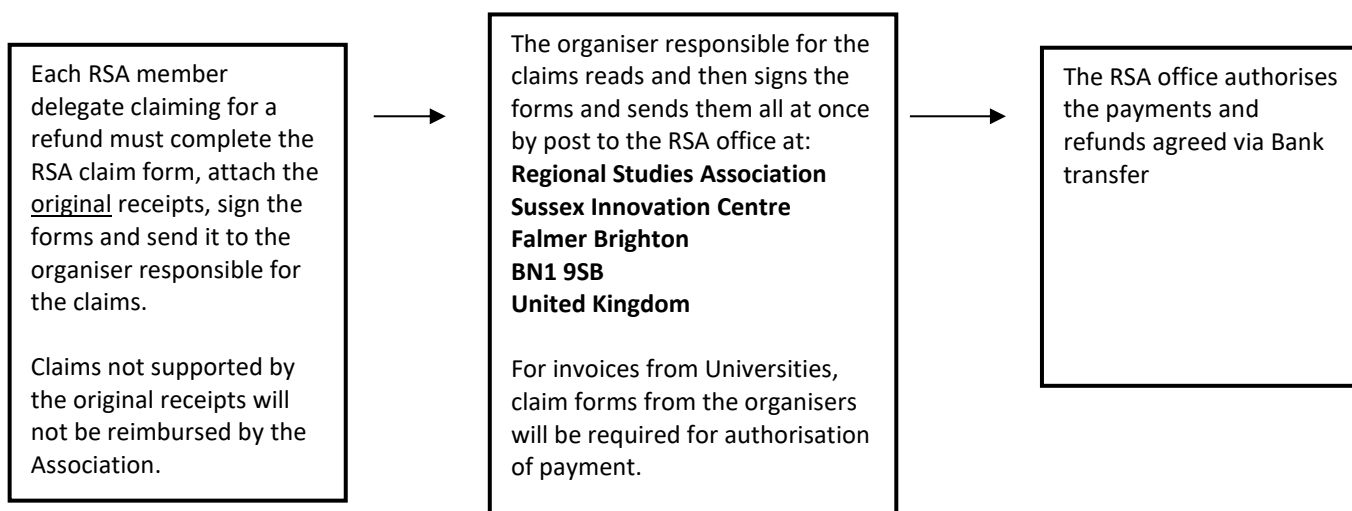 Each RSA member
delegate claiming for a
refund must complete the
RSA claim form, attach the
original receipts, sign the
forms and send it to the
organiser responsible for
the claims.
Claims not supported by
the original receipts will
not be reimbursed by the
Association.
The organiser responsible for the
claims reads and then signs the
forms and sends them all at once
by post to the RSA office at:
Regional Studies Association
Sussex Innovation Centre
Falmer Brighton
BN1 9SB
United Kingdom
For invoices from Universities,
claim forms from the organisers
will be required for authorisation
of payment.
The RSA office authorises
the payments and
refunds agreed via Bank
transfer